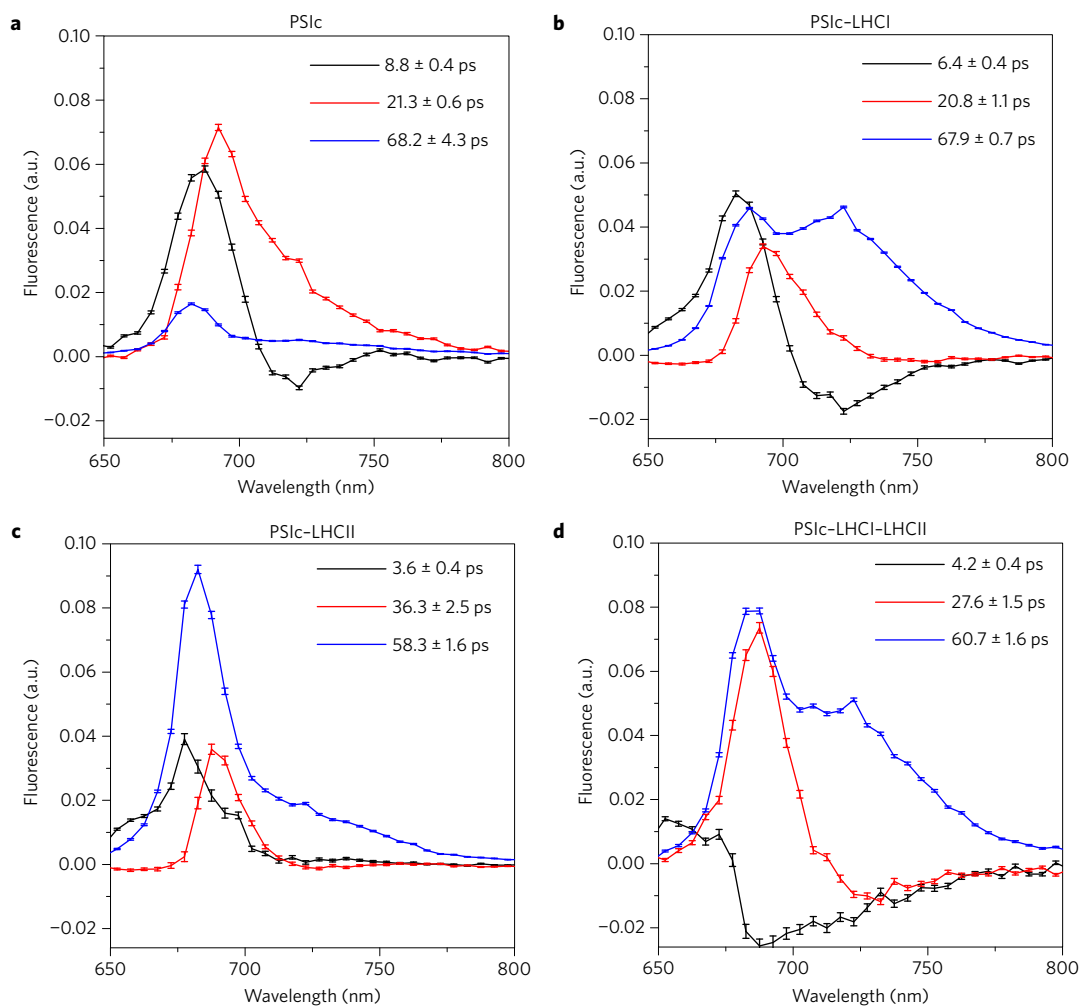 a
PSIc
0.10
0.08
0.06
0.04
0.02
0.00
−0.02
Fluorescence (a.u.)
8.8 ± 0.4 ps
21.3 ± 0.6 ps
68.2 ± 4.3 ps
650
700
750
800
Wavelength (nm)
b
PSIc–LHCI
0.10
0.08
0.06
0.04
0.02
0.00
−0.02
Fluorescence (a.u.)
6.4 ± 0.4 ps
20.8 ± 1.1 ps
67.9 ± 0.7 ps
650
700
750
800
Wavelength (nm)
c
PSIc–LHCII
0.10
0.08
0.06
0.04
0.02
0.00
−0.02
Fluorescence (a.u.)
3.6 ± 0.4 ps
36.3 ± 2.5 ps
58.3 ± 1.6 ps
650
700
750
800
Wavelength (nm)
d
PSIc–LHCI–LHCII
0.10
0.08
0.06
0.04
0.02
0.00
−0.02
Fluorescence (a.u.)
4.2 ± 0.4 ps
27.6 ± 1.5 ps
60.7 ± 1.6 ps
650
700
750
800
Wavelength (nm)